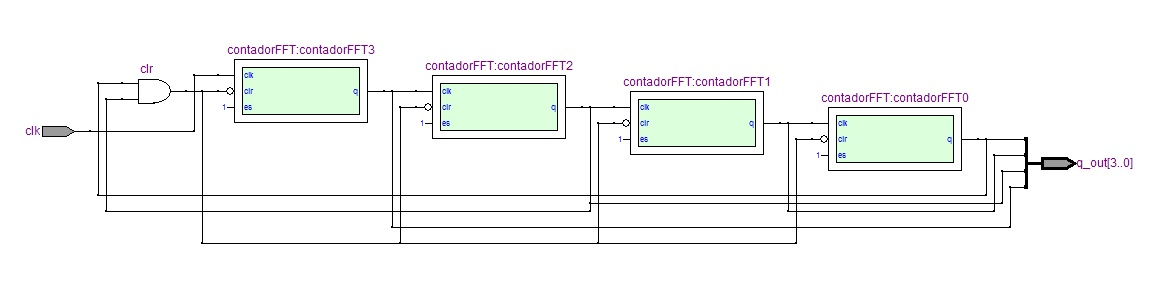 contadorFFT:contadorFFT3
clr
contadorFFT:contadorFFT2
clk
clr
q
1 es
contadorFFT:contadorFFT1
clk
clr
q
1 es
contadorFFT:contadorFFT0
clk
clr
q
1 es
clk
clk
clr
q
1 es
q_out[3..0]